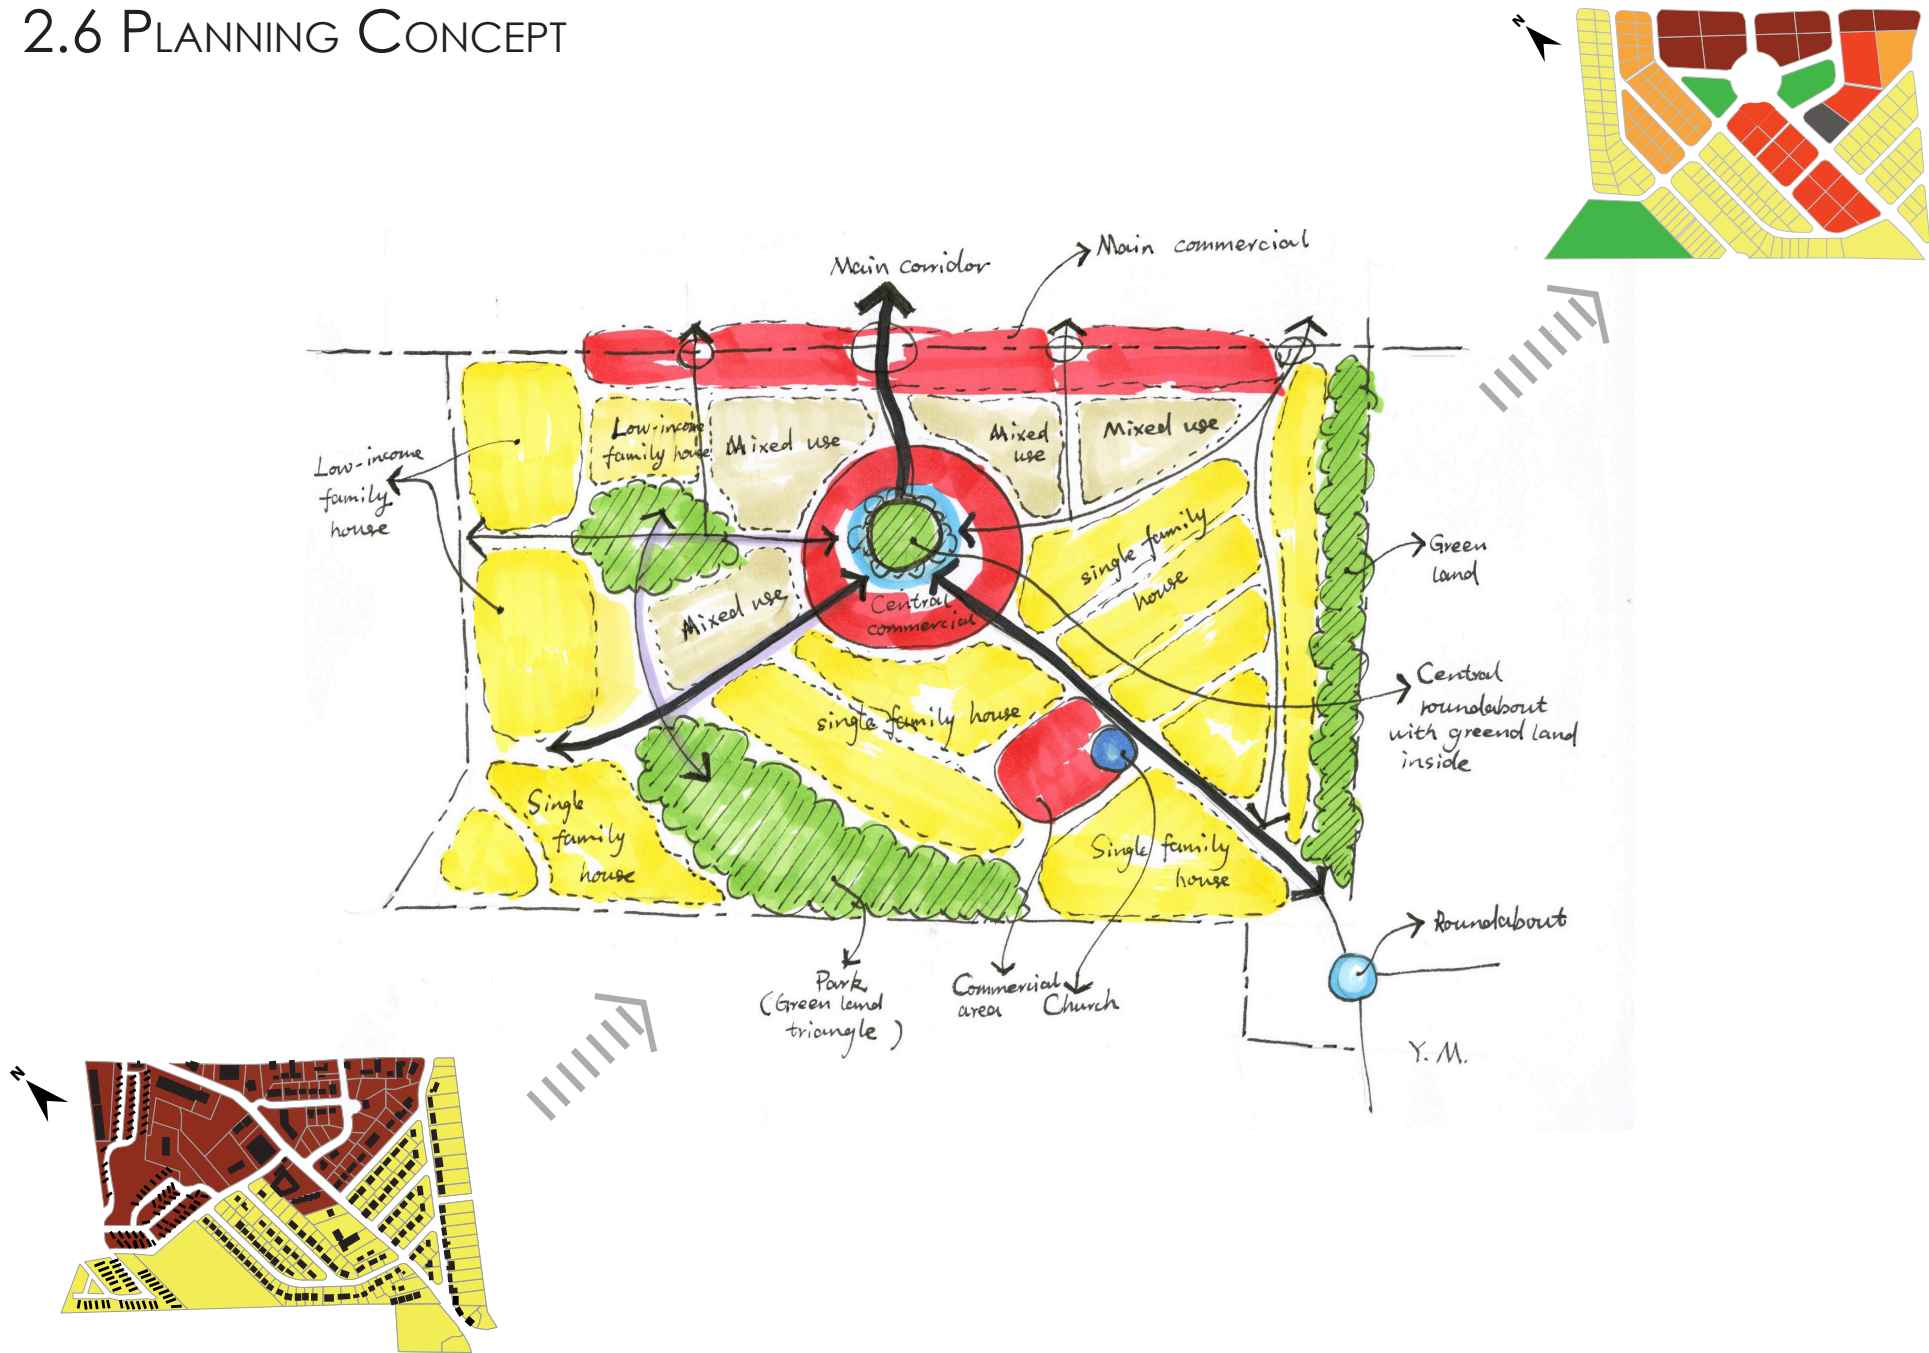 2.6 Planning Concept
N
Main corridor
Main commercial
Low-income
family house
Mixed use
Mixed
use
Mixed use
Low-income
family
house
single family
house
Green
land
Mixed use
Central
commercial
Central
roundabout
with greend land
inside
single family house
Single
family
house
Single family
house
Roundabout
Park
(Green land
triangle)
Commercial
area
Church
Y. M.
N